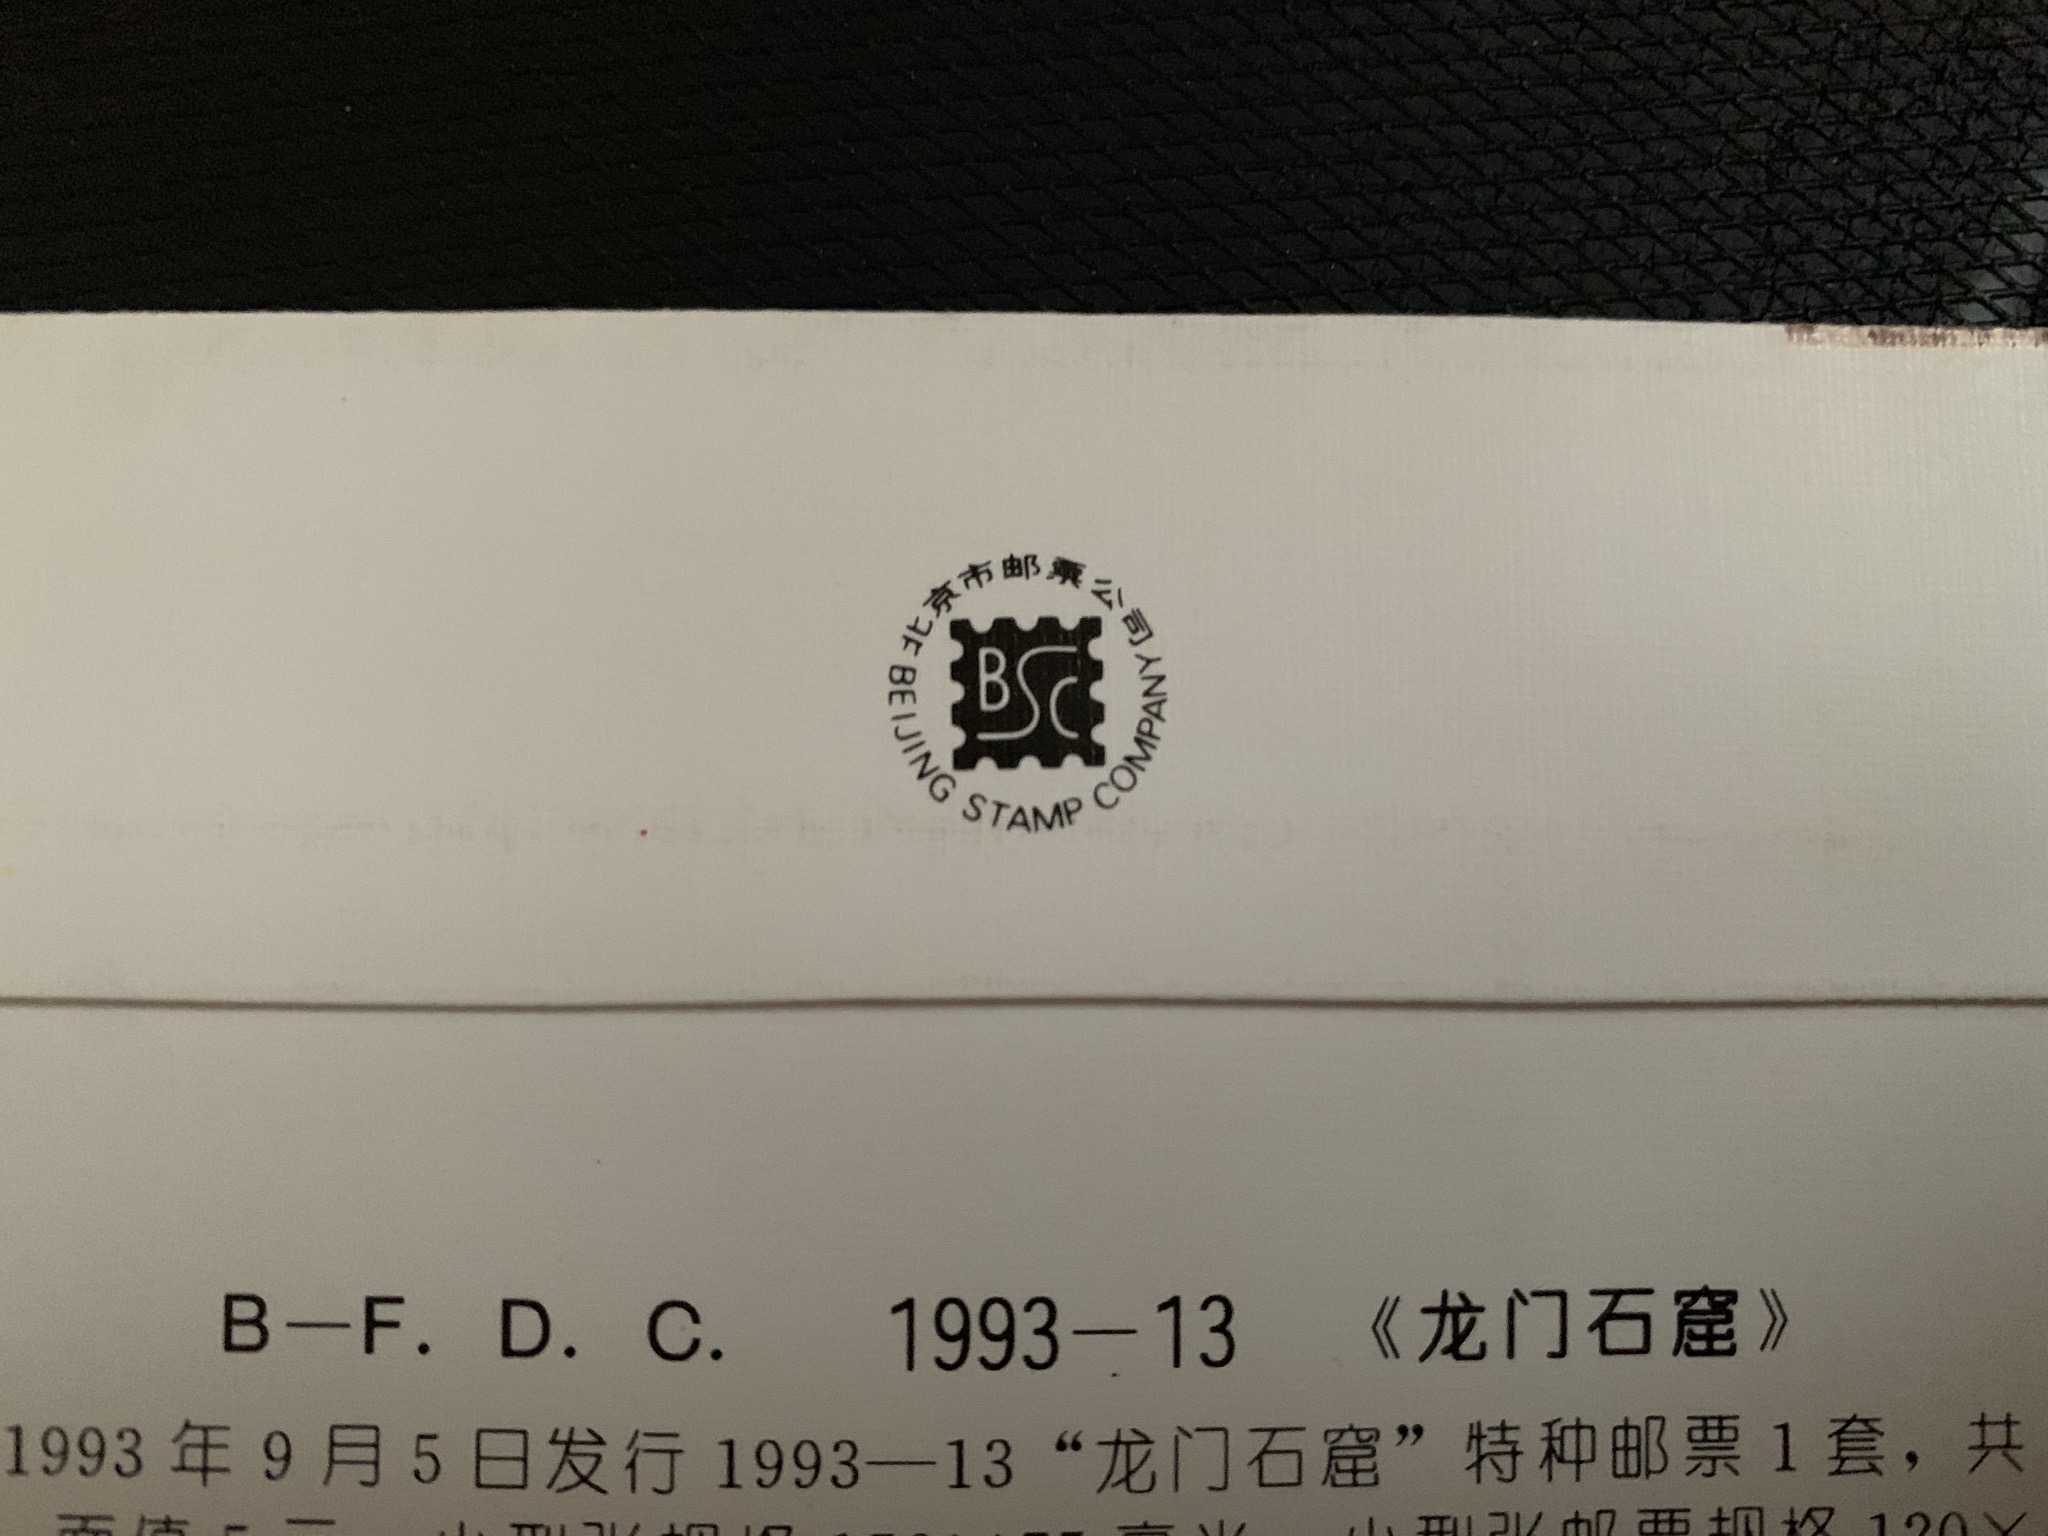 北京市邮票公司
BSC
BEIJING STAMP COMPANY
B—F. D. C. 1993—13 《龙门石窟》
1993年9月5日发行1993—13“龙门石窟”特种邮票1套，共